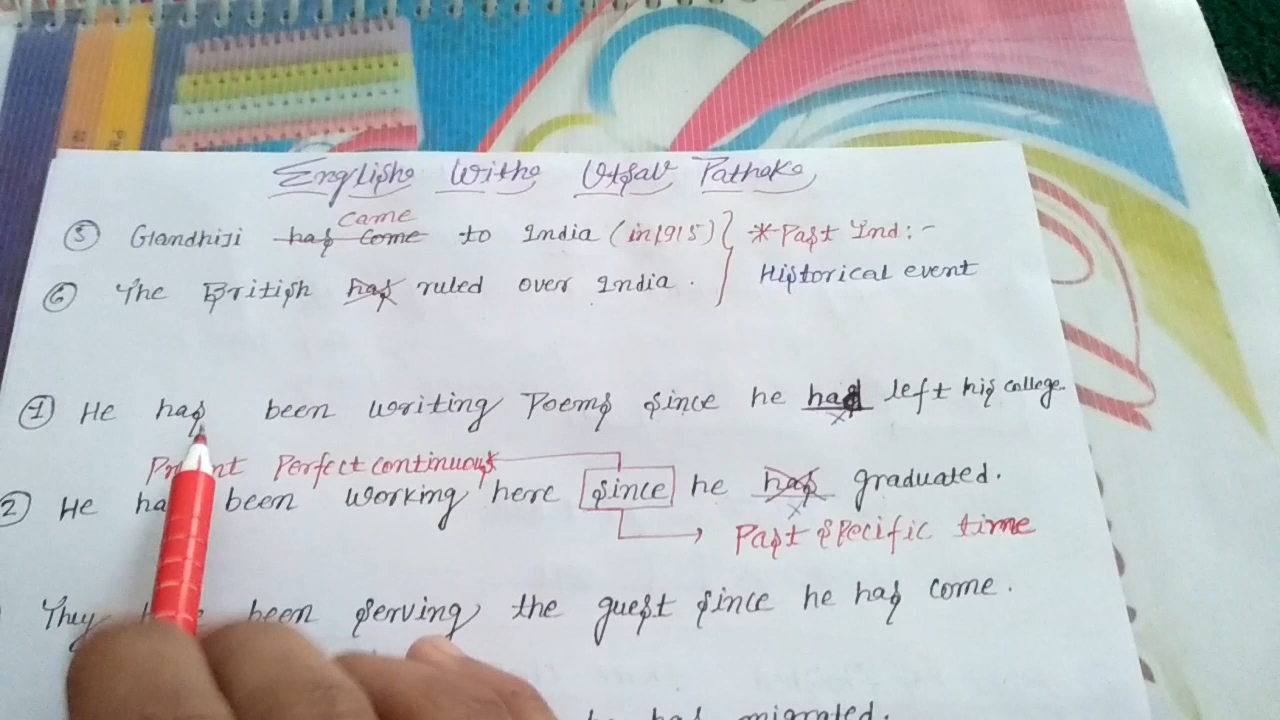 English With Utsav Pathak
came
⑤ Gandhiji has come to India (in 1915) } * Past Ind:-
⑥ The British has ruled over India. Historical event
① He has been writing Poems since he had left his college.
Present Perfect continuous
② He has been working here since he has graduated.
Past specific time
They have been serving the guest since he has come.
has migrated.